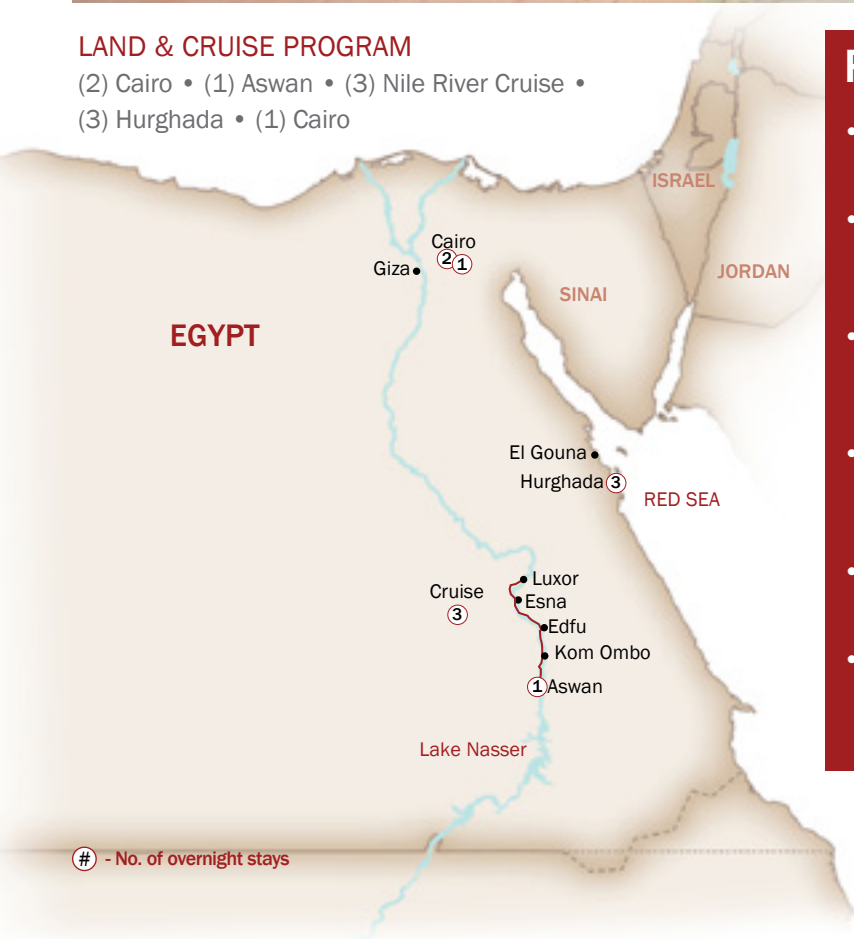 LAND & CRUISE PROGRAM
(2) Cairo • (1) Aswan • (3) Nile River Cruise •
(3) Hurghada • (1) Cairo
ISRAEL
Cairo
2 1
Giza
JORDAN
SINAI
EGYPT
El Gouna
Hurghada 3
RED SEA
Luxor
Cruise
3
Esna
Edfu
Kom Ombo
1 Aswan
Lake Nasser
# - No. of overnight stays